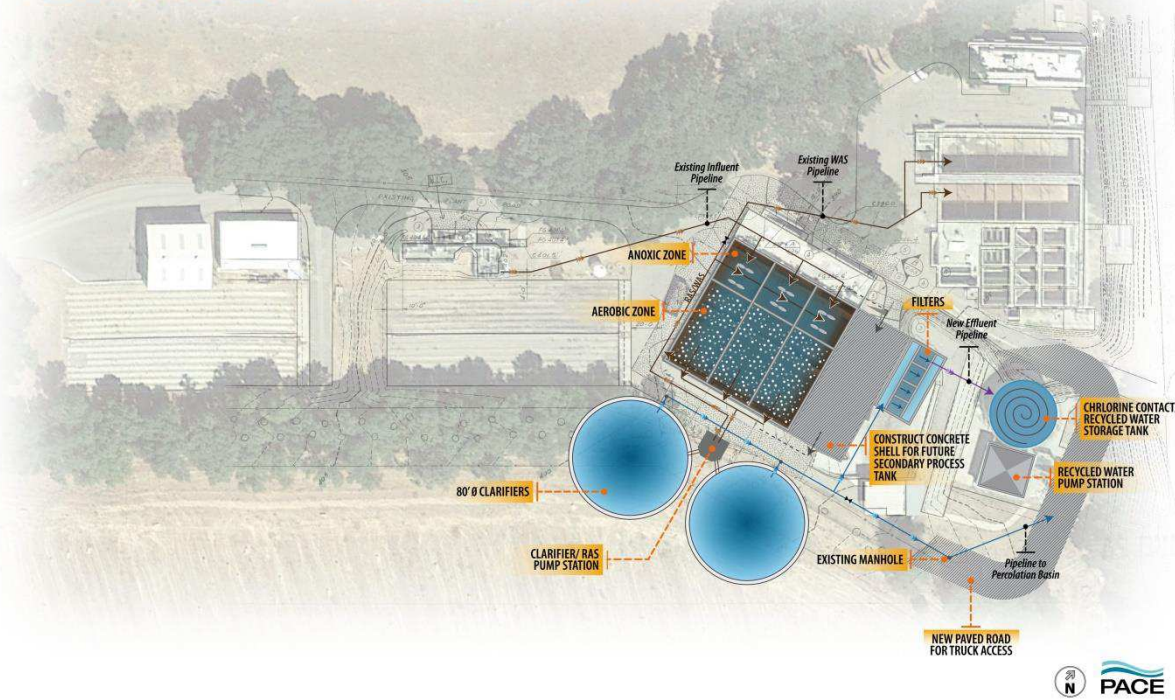 Existing Influent
Pipeline
Existing WAS
Pipeline
ANOXIC ZONE
RAS/WAS
AEROBIC ZONE
FILTERS
New Effluent
Pipeline
CHRLORINE CONTACT
RECYCLED WATER
STORAGE TANK
CONSTRUCT CONCRETE
SHELL FOR FUTURE
SECONDARY PROCESS
TANK
RECYCLED WATER
PUMP STATION
80' Ø CLARIFIERS
CLARIFIER/ RAS
PUMP STATION
EXISTING MANHOLE
Pipeline to
Percolation Basin
NEW PAVED ROAD
FOR TRUCK ACCESS
N
PACE